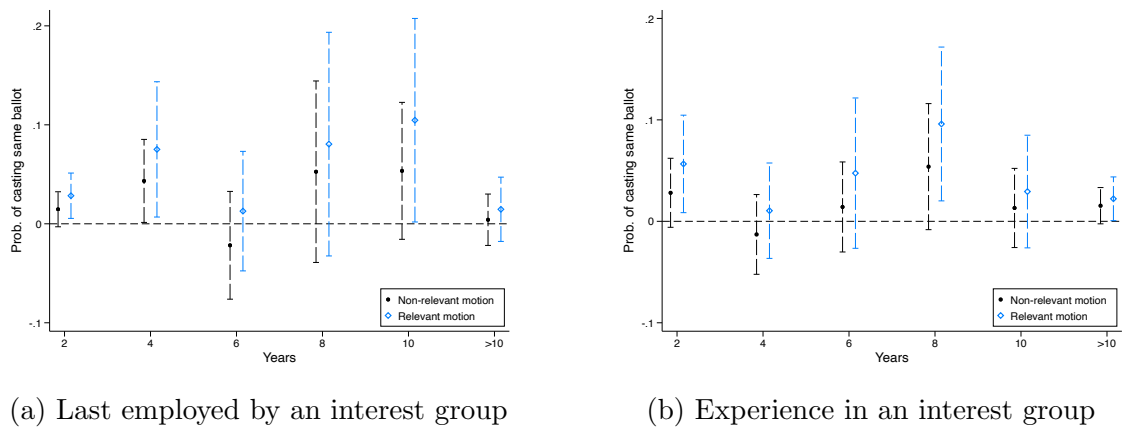 .2
.1
0
-.1
Prob. of casting same ballot
2 4 6 8 10 >10
Years
Non-relevant motion
Relevant motion
(a) Last employed by an interest group
.2
.1
0
-.1
Prob. of casting same ballot
2 4 6 8 10 >10
Years
Non-relevant motion
Relevant motion
(b) Experience in an interest group